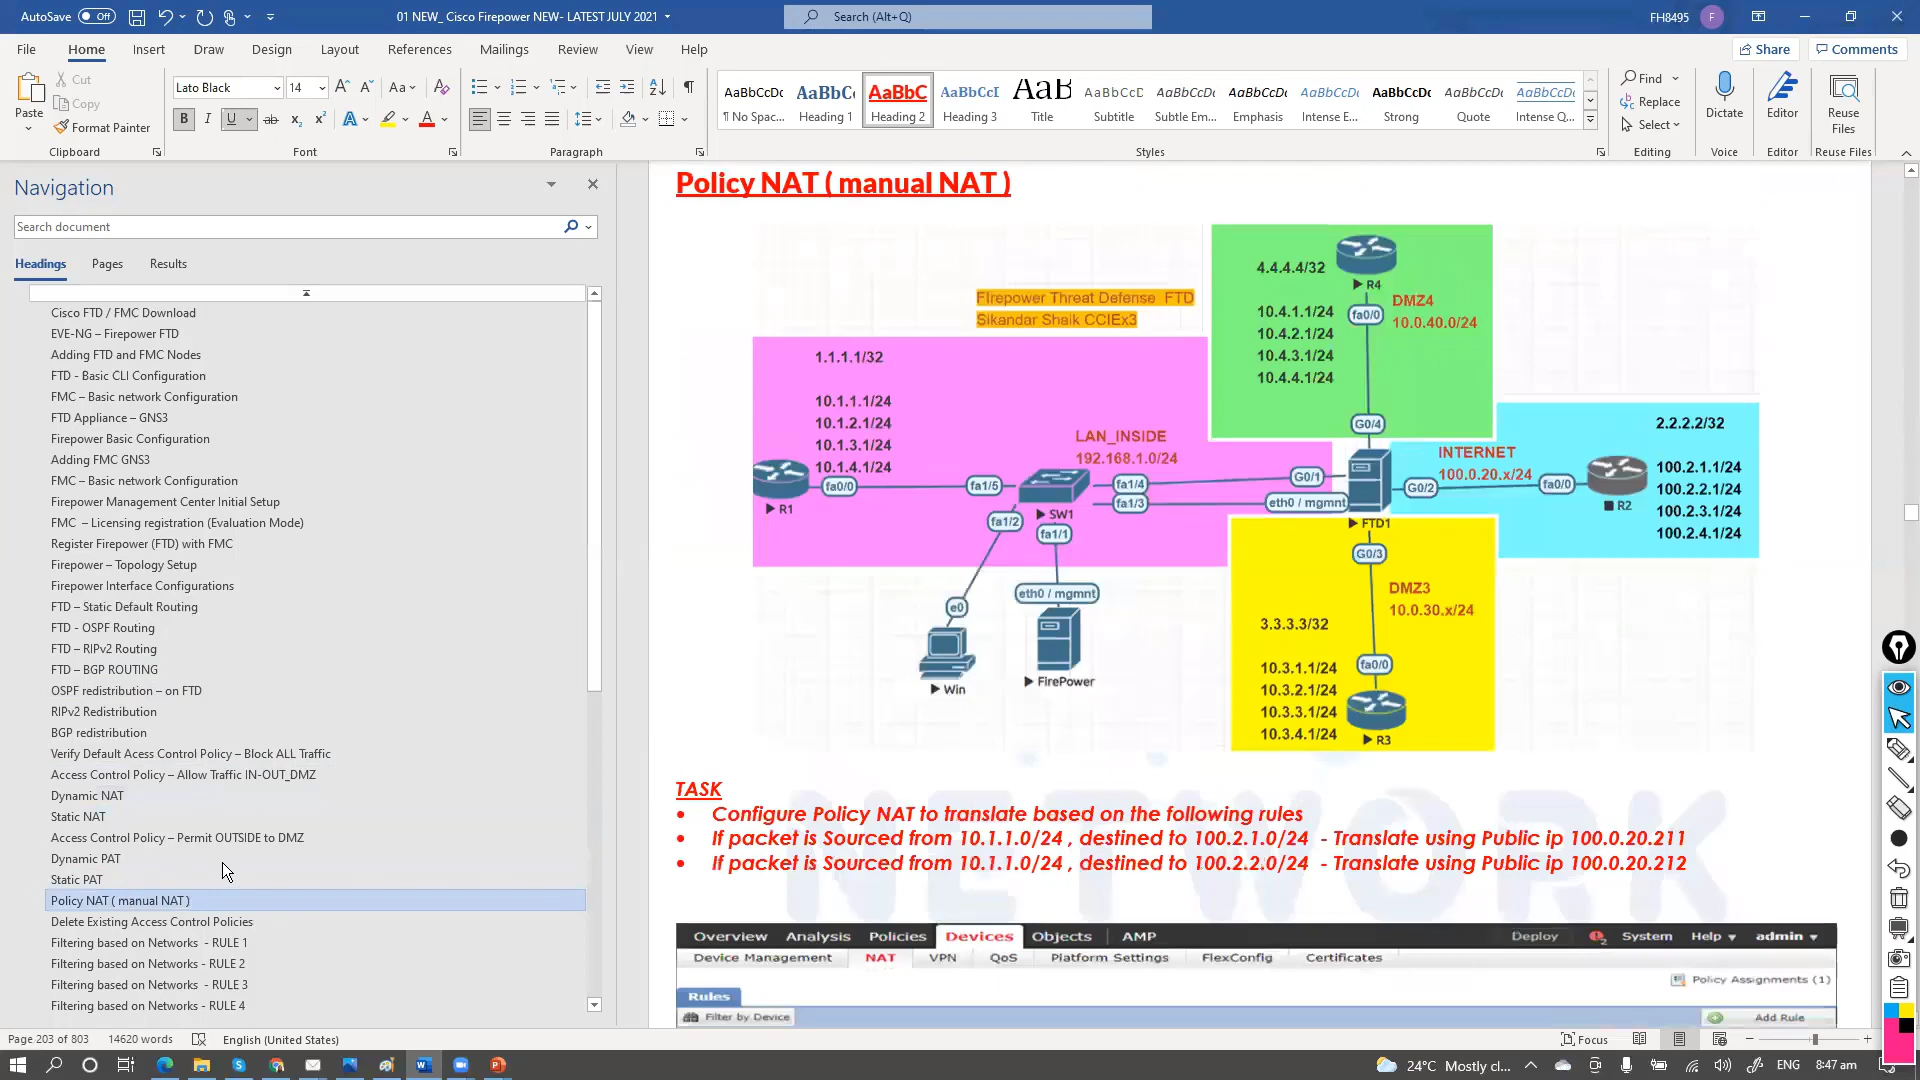 AutoSave Off
01 NEW_ Cisco Firepower NEW- LATEST JULY 2021
Search (Alt+Q)
FH8495 F
File Home Insert Draw Design Layout References Mailings Review View Help
Share Comments
Paste
Cut
Copy
Format Painter
Clipboard
Lato Black 14
Font
Paragraph
AaBbCcDc
¶ No Spac...
AaBbC
Heading 1
AaBbC
Heading 2
AaBbCcI
Heading 3
AaB
Title
AaBbCcD
Subtitle
AaBbCcDc
Subtle Em...
AaBbCcDc
Emphasis
AaBbCcDc
Intense E...
AaBbCcDc
Strong
AaBbCcDc
Quote
AaBbCcDc
Intense Q...
Styles
Find
Replace
Select
Editing
Dictate
Voice
Editor
Editor
Reuse Files
Reuse Files
Navigation
Search document
Headings Pages Results
Cisco FTD / FMC Download
EVE-NG – Firepower FTD
Adding FTD and FMC Nodes
FTD - Basic CLI Configuration
FMC – Basic network Configuration
FTD Appliance – GNS3
Firepower Basic Configuration
Adding FMC GNS3
FMC – Basic network Configuration
Firepower Management Center Initial Setup
FMC – Licensing registration (Evaluation Mode)
Register Firepower (FTD) with FMC
Firepower – Topology Setup
Firepower Interface Configurations
FTD – Static Default Routing
FTD - OSPF Routing
FTD – RIPv2 Routing
FTD – BGP ROUTING
OSPF redistribution – on FTD
RIPv2 Redistribution
BGP redistribution
Verify Default Acess Control Policy – Block ALL Traffic
Access Control Policy – Allow Traffic IN-OUT_DMZ
Dynamic NAT
Static NAT
Access Control Policy – Permit OUTSIDE to DMZ
Dynamic PAT
Static PAT
Policy NAT ( manual NAT )
Delete Existing Access Control Policies
Filtering based on Networks - RULE 1
Filtering based on Networks - RULE 2
Filtering based on Networks - RULE 3
Filtering based on Networks - RULE 4
Policy NAT ( manual NAT )
FIrepower Threat Defense FTD
Sikandar Shaik CCIEx3
4.4.4.4/32
R4
10.4.1.1/24
10.4.2.1/24
10.4.3.1/24
10.4.4.1/24
fa0/0
DMZ4
10.0.40.0/24
G0/4
1.1.1.1/32
10.1.1.1/24
10.1.2.1/24
10.1.3.1/24
10.1.4.1/24
R1
fa0/0
fa1/5
LAN_INSIDE
192.168.1.0/24
SW1
fa1/4
fa1/3
fa1/2
fa1/1
G0/1
eth0 / mgmnt
FTD1
G0/2
INTERNET
100.0.20.x/24
fa0/0
R2
2.2.2.2/32
100.2.1.1/24
100.2.2.1/24
100.2.3.1/24
100.2.4.1/24
e0
Win
eth0 / mgmnt
FirePower
G0/3
DMZ3
10.0.30.x/24
3.3.3.3/32
fa0/0
10.3.1.1/24
10.3.2.1/24
10.3.3.1/24
10.3.4.1/24
R3
NETWORK
TASK
• Configure Policy NAT to translate based on the following rules
• If packet is Sourced from 10.1.1.0/24 , destined to 100.2.1.0/24 - Translate using Public ip 100.0.20.211
• If packet is Sourced from 10.1.1.0/24 , destined to 100.2.2.0/24 - Translate using Public ip 100.0.20.212
Overview Analysis Policies Devices Objects AMP Deploy 2 System Help admin
Device Management NAT VPN QoS Platform Settings FlexConfig Certificates
Policy Assignments (1)
Rules
Filter by Device Add Rule
Page 203 of 803 14620 words English (United States) Focus
24°C Mostly cl... ENG 8:47 am